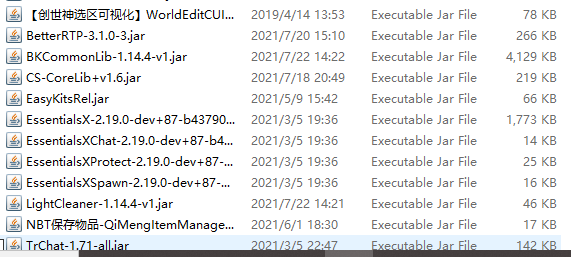 【创世神选区可视化】WorldEditCUI... 2019/4/14 13:53 Executable Jar File 78 KB
BetterRTP-3.1.0-3.jar 2021/7/20 15:10 Executable Jar File 266 KB
BKCommonLib-1.14.4-v1.jar 2021/7/22 14:22 Executable Jar File 4,129 KB
CS-CoreLib+v1.6.jar 2021/7/18 20:49 Executable Jar File 219 KB
EasyKitsRel.jar 2021/5/9 15:42 Executable Jar File 66 KB
EssentialsX-2.19.0-dev+87-b43790... 2021/3/5 19:36 Executable Jar File 1,773 KB
EssentialsXChat-2.19.0-dev+87-b4... 2021/3/5 19:36 Executable Jar File 14 KB
EssentialsXProtect-2.19.0-dev+87-... 2021/3/5 19:36 Executable Jar File 25 KB
EssentialsXSpawn-2.19.0-dev+87-... 2021/3/5 19:36 Executable Jar File 16 KB
LightCleaner-1.14.4-v1.jar 2021/7/22 14:21 Executable Jar File 46 KB
NBT保存物品-QiMengItemManage... 2021/6/1 18:30 Executable Jar File 17 KB
TrChat-1.71-all.jar 2021/3/5 22:47 Executable Jar File 142 KB